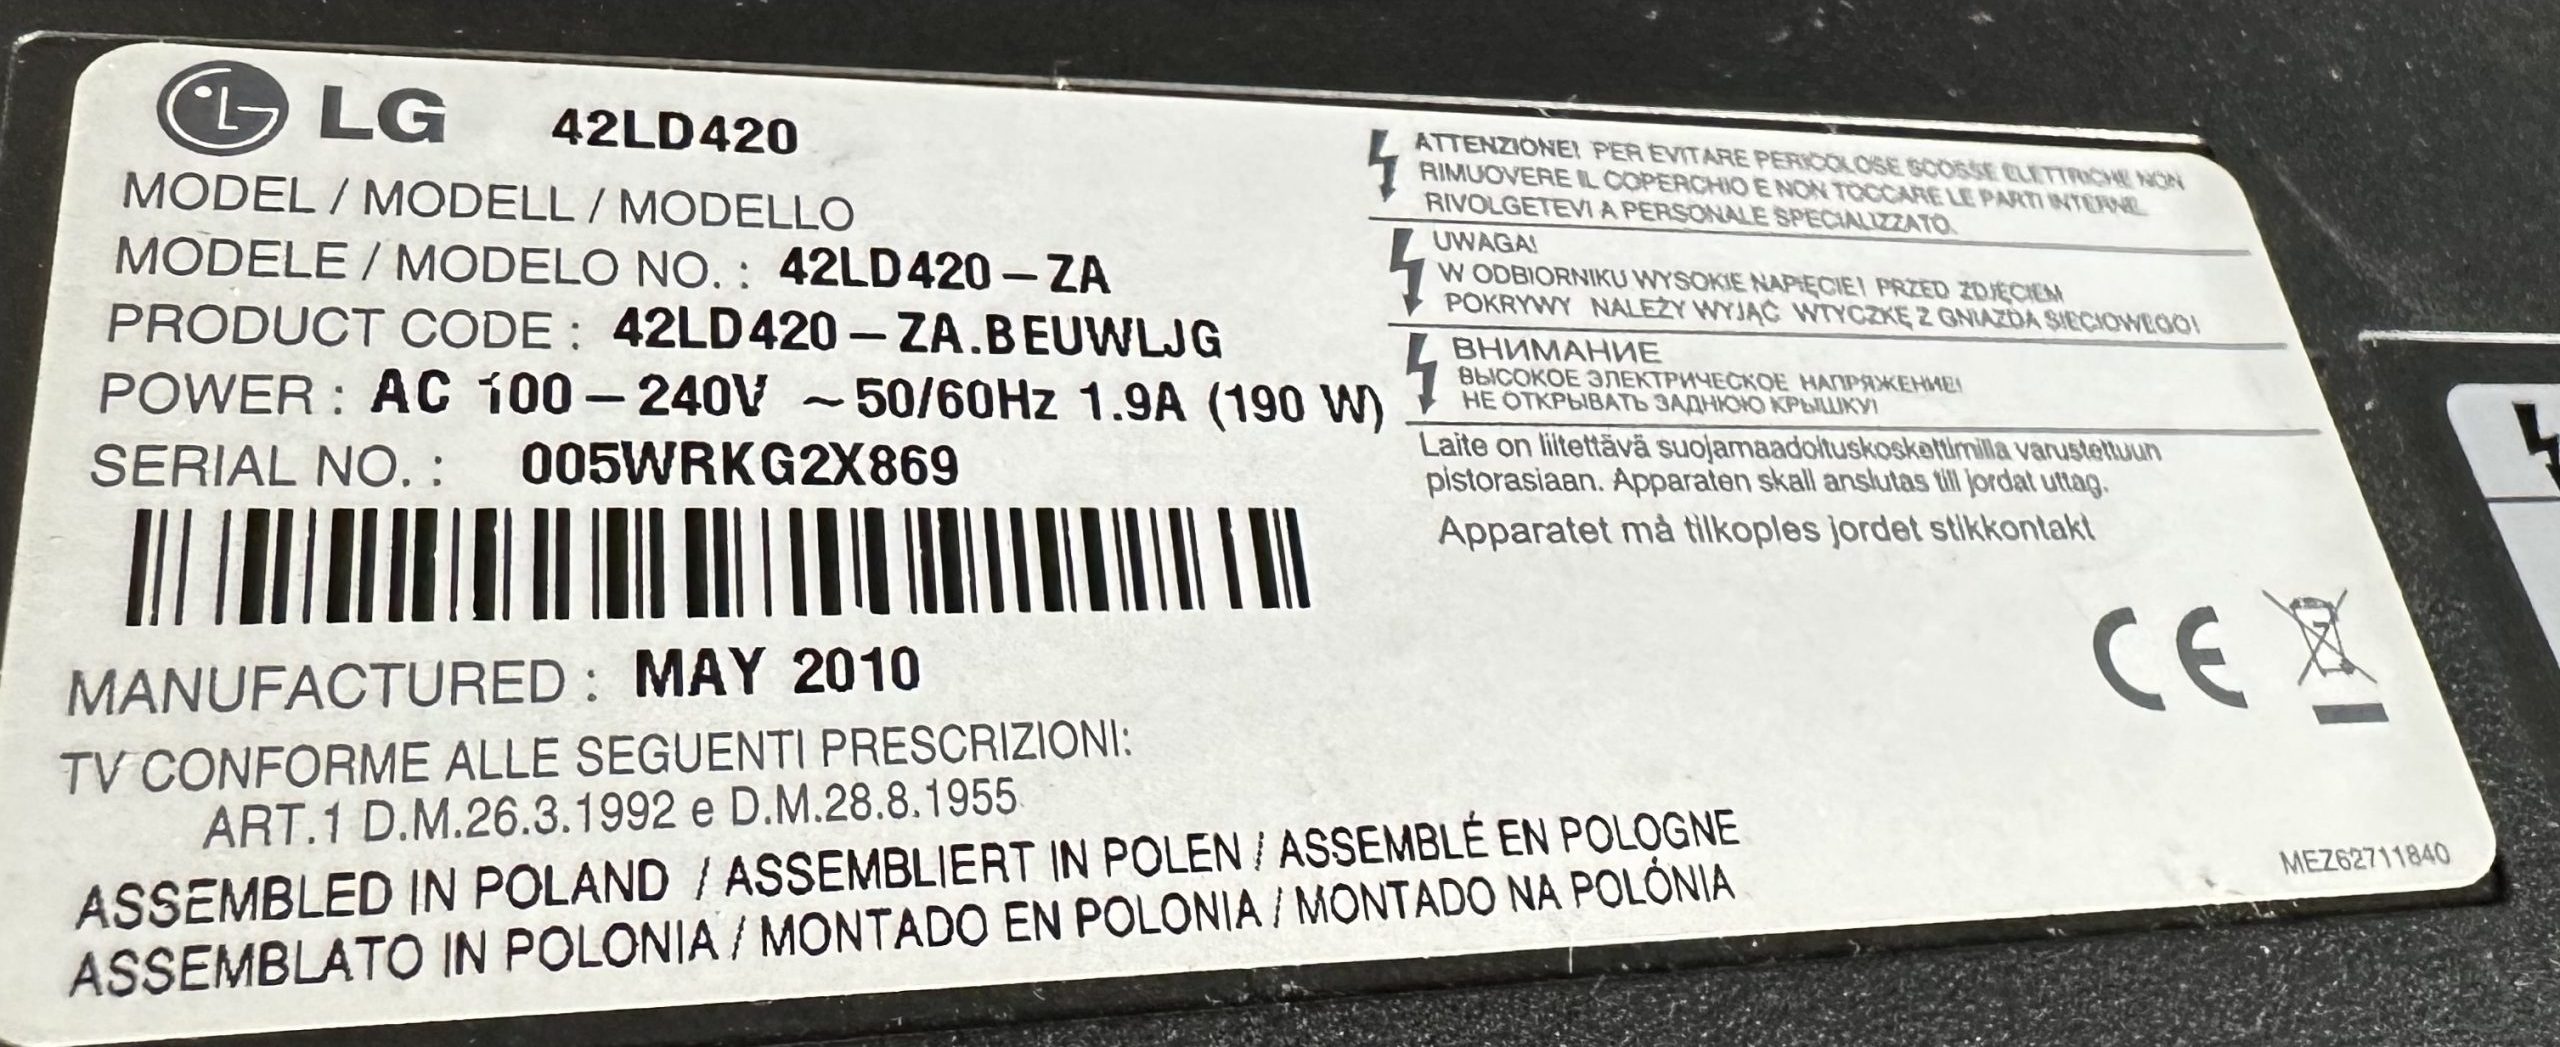 LG 42LD420
MODEL / MODELL / MODELLO
MODELE / MODELO NO. : 42LD420-ZA
PRODUCT CODE : 42LD420-ZA.BEUWLJG
POWER : AC 100-240V ~50/60Hz 1.9A (190 W)
SERIAL NO. : 005WRKG2X869
MANUFACTURED : MAY 2010
TV CONFORME ALLE SEGUENTI PRESCRIZIONI:
ART.1 D.M.26.3.1992 e D.M.28.8.1955
ASSEMBLED IN POLAND / ASSEMBLIERT IN POLEN / ASSEMBLÉ EN POLOGNE
ASSEMBLATO IN POLONIA / MONTADO EN POLONIA / MONTADO NA POLÓNIA
ATTENZIONE! PER EVITARE PERICOLOSE SCOSSE ELETTRICHE NON
RIMUOVERE IL COPERCHIO E NON TOCCARE LE PARTI INTERNE.
RIVOLGETEVI A PERSONALE SPECIALIZZATO.
UWAGA!
W ODBIORNIKU WYSOKIE NAPIĘCIE! PRZED ZDJĘCIEM
POKRYWY NALEŻY WYJĄĆ WTYCZKĘ Z GNIAZDA SIECIOWEGO!
ВНИМАНИЕ
ВЫСОКОЕ ЭЛЕКТРИЧЕСКОЕ НАПРЯЖЕНИЕ!
НЕ ОТКРЫВАТЬ ЗАДНЮЮ КРЫШКУ!
Laite on liitettävä suojamaadoituskoskettimilla varustettuun
pistorasiaan. Apparaten skall anslutas till jordat uttag.
Apparatet må tilkoples jordet stikkontakt
CE
MEZ62711840